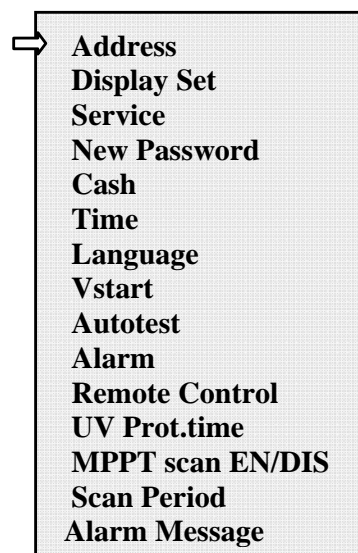 Address
Display Set
Service
New Password
Cash
Time
Language
Vstart
Autotest
Alarm
Remote Control
UV Prot.time
MPPT scan EN/DIS
Scan Period
Alarm Message